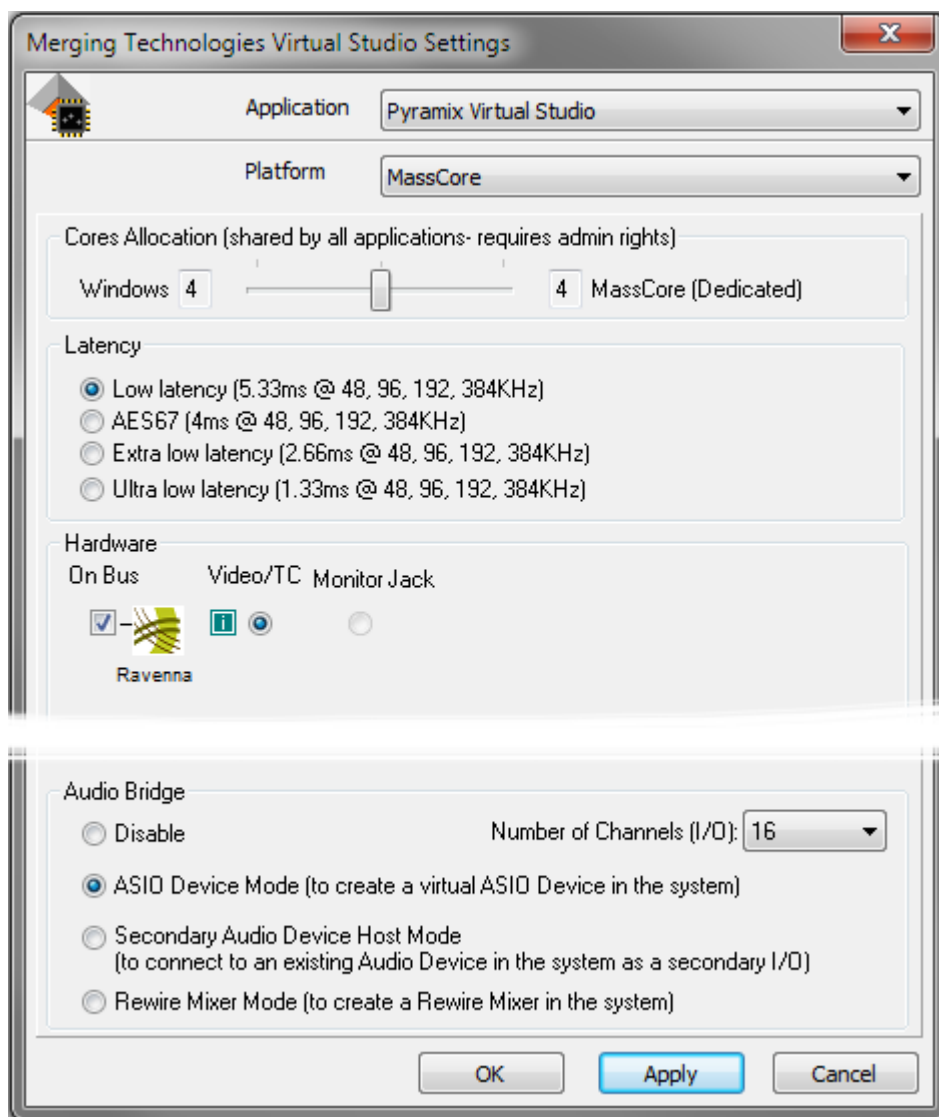 Merging Technologies Virtual Studio Settings
Application Pyramix Virtual Studio
Platform MassCore
Cores Allocation (shared by all applications- requires admin rights)
Windows 4 4 MassCore (Dedicated)
Latency
Low latency (5.33ms @ 48, 96, 192, 384KHz)
AES67 (4ms @ 48, 96, 192, 384KHz)
Extra low latency (2.66ms @ 48, 96, 192, 384KHz)
Ultra low latency (1.33ms @ 48, 96, 192, 384KHz)
Hardware
On Bus Video/TC Monitor Jack
i
Ravenna
Audio Bridge
Disable Number of Channels (I/O): 16
ASIO Device Mode (to create a virtual ASIO Device in the system)
Secondary Audio Device Host Mode
(to connect to an existing Audio Device in the system as a secondary I/O)
Rewire Mixer Mode (to create a Rewire Mixer in the system)
OK Apply Cancel